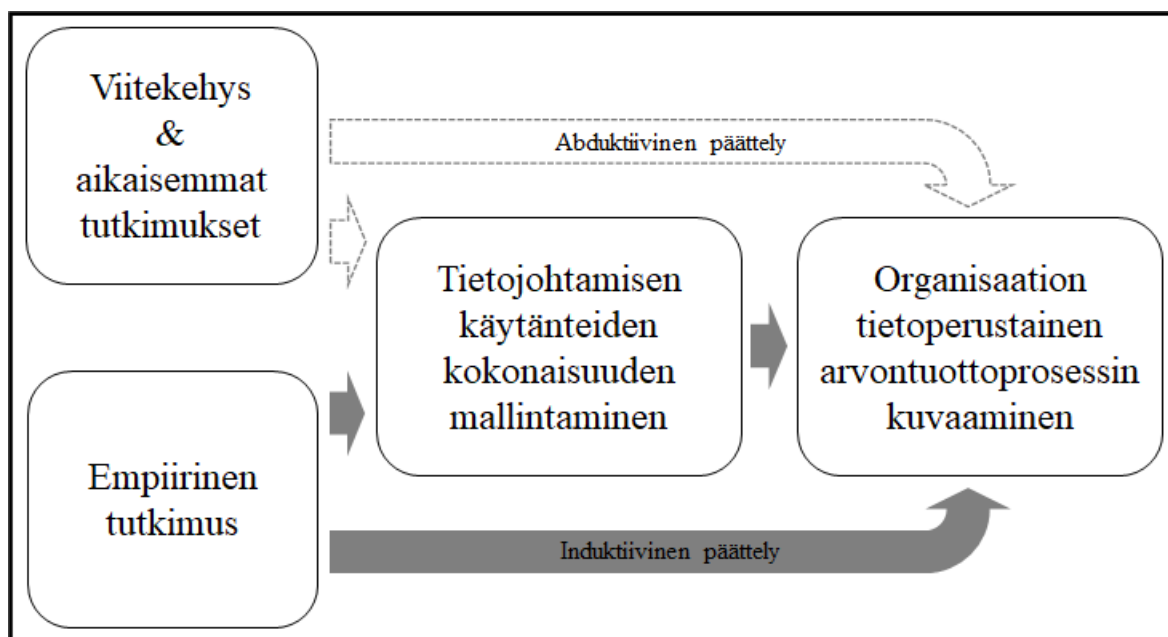 Viitekehys
&
aikaisemmat
tutkimukset
Abduktiivinen päättely
Tietojohtamisen
käytänteiden
kokonaisuuden
mallintaminen
Organisaation
tietoperustainen
arvontuottoprosessin
kuvaaminen
Empiirinen
tutkimus
Induktiivinen päättely